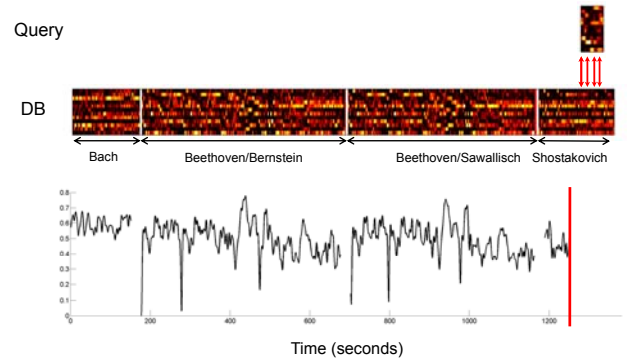 Query
DB
Bach
Beethoven/Bernstein
Beethoven/Sawallisch
Shostakovich
0.8
0.7
0.6
0.5
0.4
0.3
0.2
0.1
0
0 200 400 600 800 1000 1200
Time (seconds)